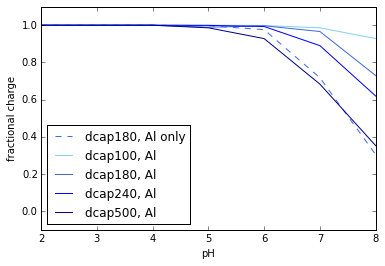 1.0
0.8
0.6
0.4
0.2
0.0
fractional charge
dcap180, Al only
dcap100, Al
dcap180, Al
dcap240, Al
dcap500, Al
2 3 4 5 6 7 8
pH